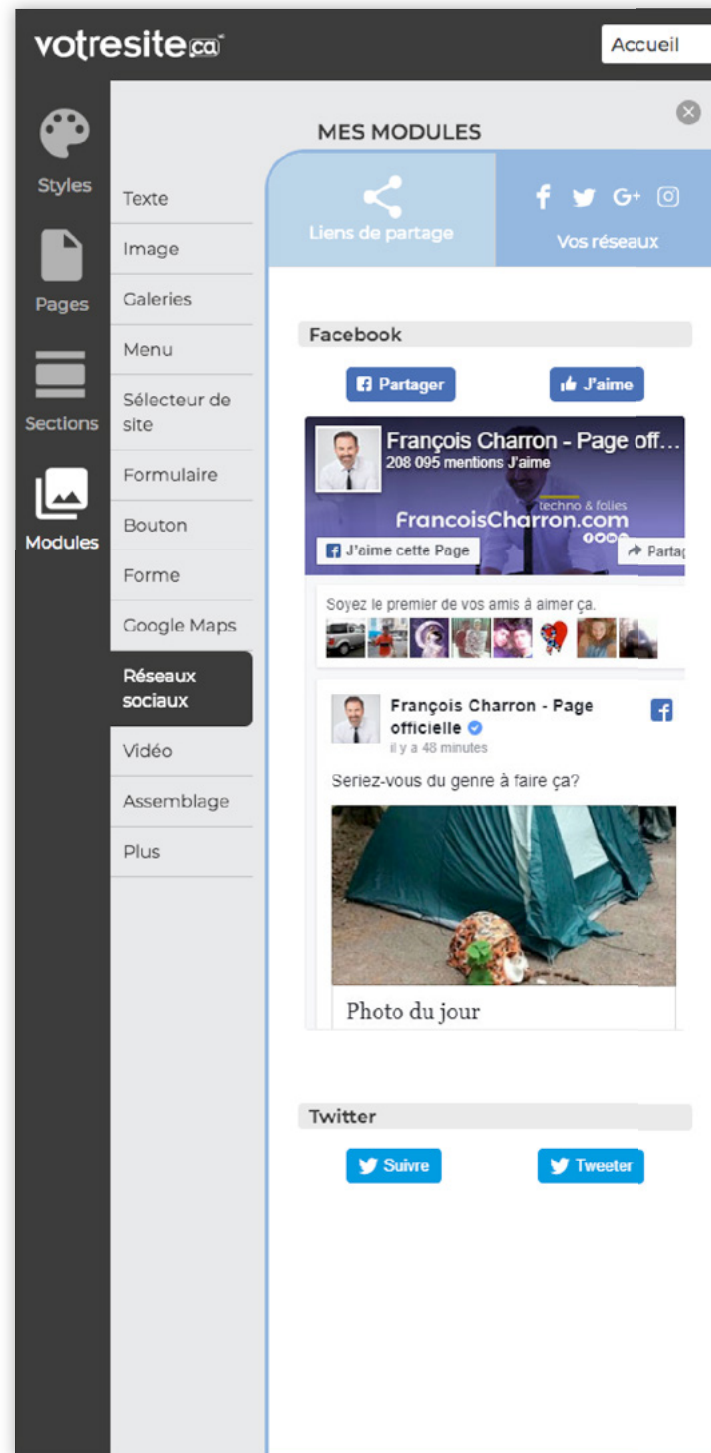 votresite.ca
Accueil
MES MODULES
Styles
Pages
Sections
Modules
Texte
Image
Galeries
Menu
Sélecteur de
site
Formulaire
Bouton
Forme
Google Maps
Réseaux
sociaux
Vidéo
Assemblage
Plus
Liens de partage
G+
Vos réseaux
Facebook
Partager
J'aime
François Charron - Page off...
208 095 mentions J'aime
techno & folies
FrancoisCharron.com
J'aime cette Page
Partag
Soyez le premier de vos amis à aimer ça.
François Charron - Page
officielle
il y a 48 minutes
Seriez-vous du genre à faire ça?
Photo du jour
Twitter
Suivre
Tweeter